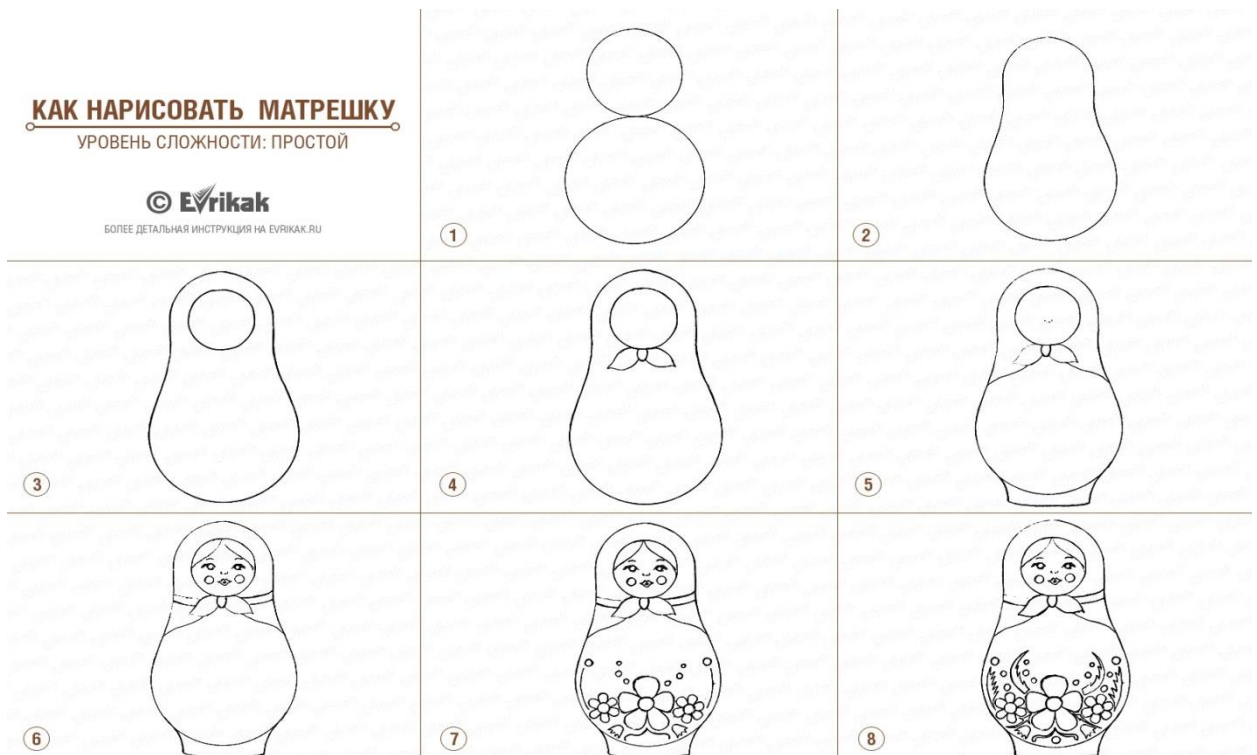 КАК НАРИСОВАТЬ МАТРЕШКУ
УРОВЕНЬ СЛОЖНОСТИ: ПРОСТОЙ
© Evrikak
БОЛЕЕ ДЕТАЛЬНАЯ ИНСТРУКЦИЯ НА EVRIKAK.RU
1
2
3
4
5
6
7
8